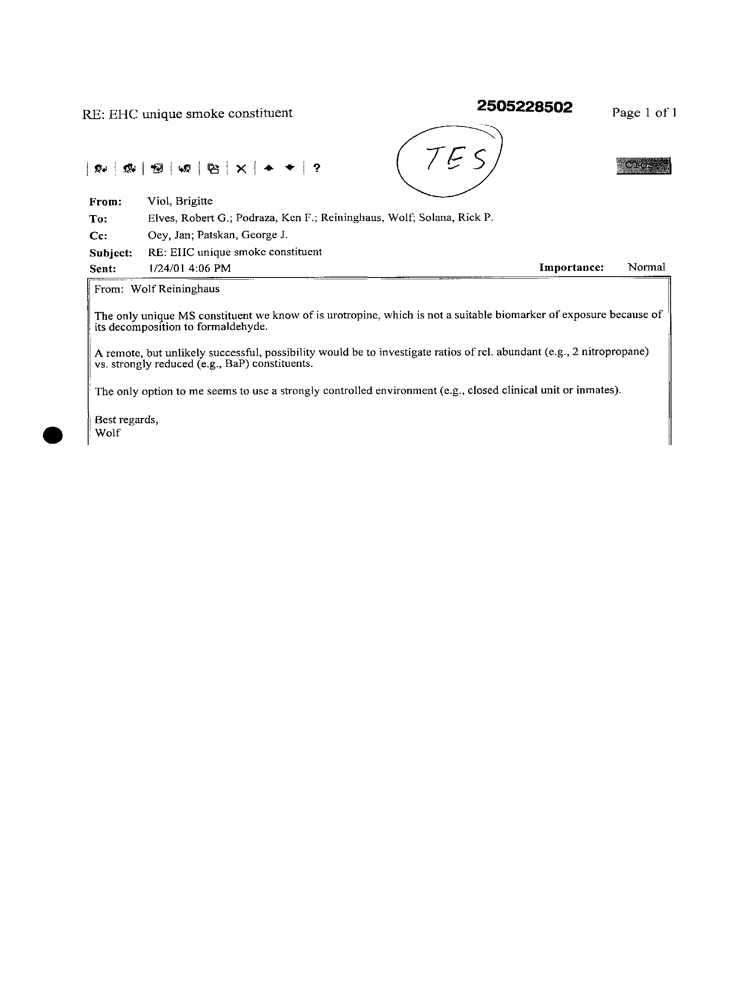 2505228502
RE: EHC unique smoke constituent
Page 1 of 1
TES
?
From: Viol, Brigitte
To: Elves, Robert G.; Podraza, Ken F.; Reininghaus, Wolf; Solana, Rick P.
Cc: Oey, Jan; Patskan, George J.
Subject: RE: EHC unique smoke constituent
Sent: 1/24/01 4:06 PM Importance: Normal
From: Wolf Reininghaus
The only unique MS constituent we know of is urotropine, which is not a suitable biomarker of exposure because of
its decomposition to formaldehyde.
A remote, but unlikely successful, possibility would be to investigate ratios of rel. abundant (e.g., 2 nitropropane)
vs. strongly reduced (e.g., BaP) constituents.
The only option to me seems to use a strongly controlled environment (e.g., closed clinical unit or inmates).
Best regards,
Wolf